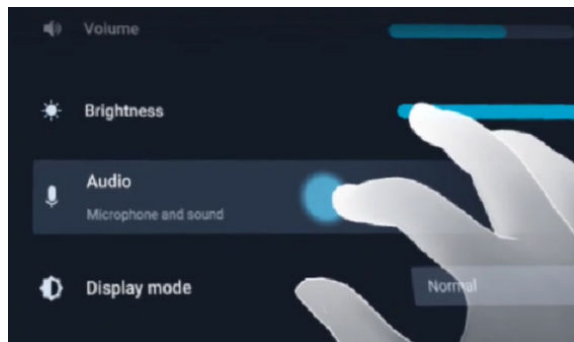 Volume
Brightness
Audio
Microphone and sound
Display mode
Normal